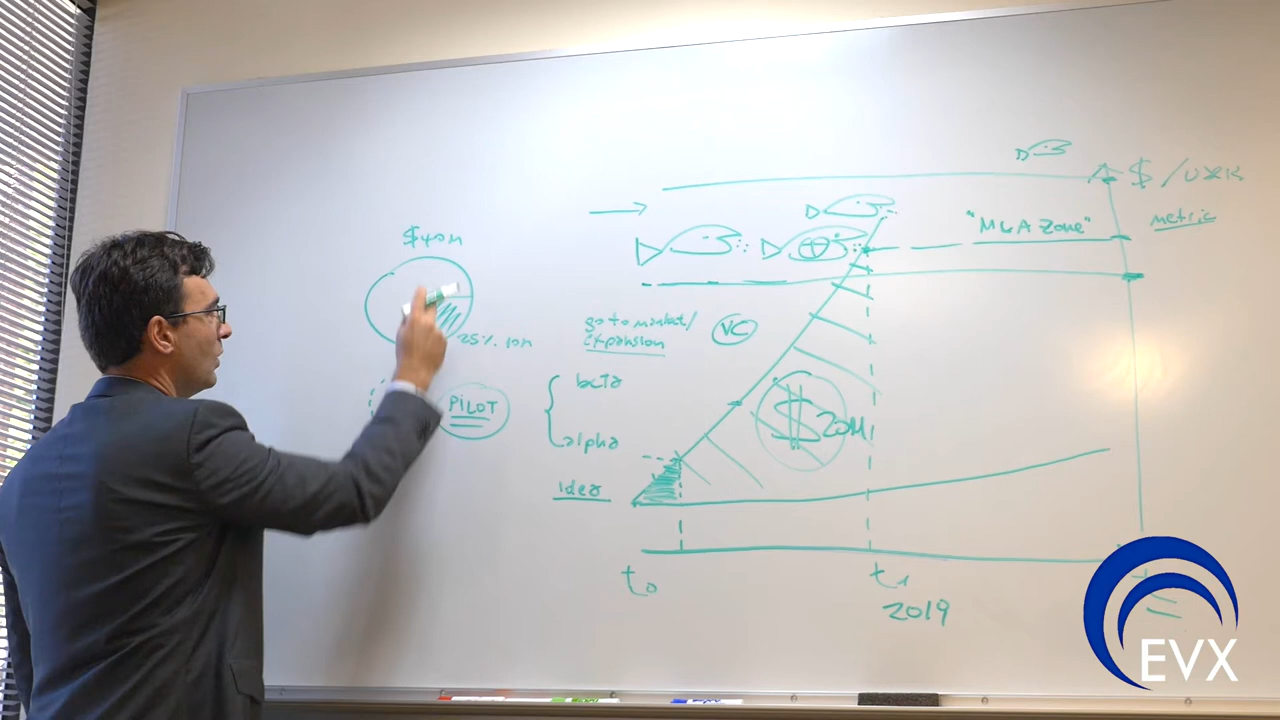 $40M
25% 10M
PILOT
go to market/
expansion
VC
beta
alpha
idea
$20M
"M&A Zone"
$ /
metric
t0
t1
2019
EVX